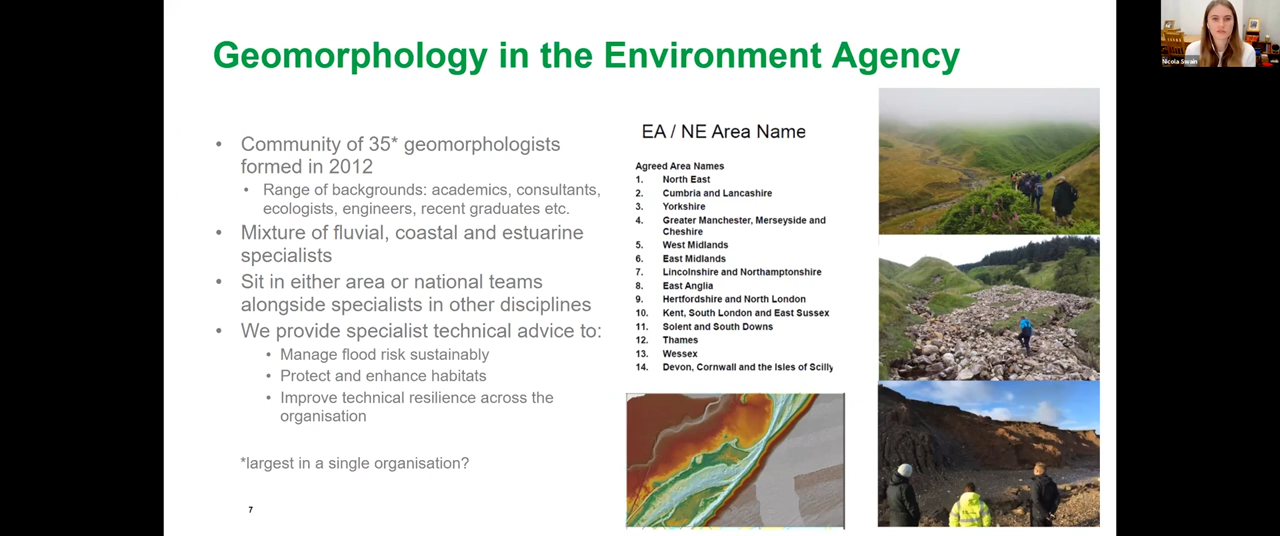 Geomorphology in the Environment Agency
• Community of 35* geomorphologists
formed in 2012
• Range of backgrounds: academics, consultants,
ecologists, engineers, recent graduates etc.
• Mixture of fluvial, coastal and estuarine
specialists
• Sit in either area or national teams
alongside specialists in other disciplines
• We provide specialist technical advice to:
• Manage flood risk sustainably
• Protect and enhance habitats
• Improve technical resilience across the
organisation
*largest in a single organisation?
7
EA / NE Area Name
Agreed Area Names
1. North East
2. Cumbria and Lancashire
3. Yorkshire
4. Greater Manchester, Merseyside and
Cheshire
5. West Midlands
6. East Midlands
7. Lincolnshire and Northamptonshire
8. East Anglia
9. Hertfordshire and North London
10. Kent, South London and East Sussex
11. Solent and South Downs
12. Thames
13. Wessex
14. Devon, Cornwall and the Isles of Scilly
Nicola Swain